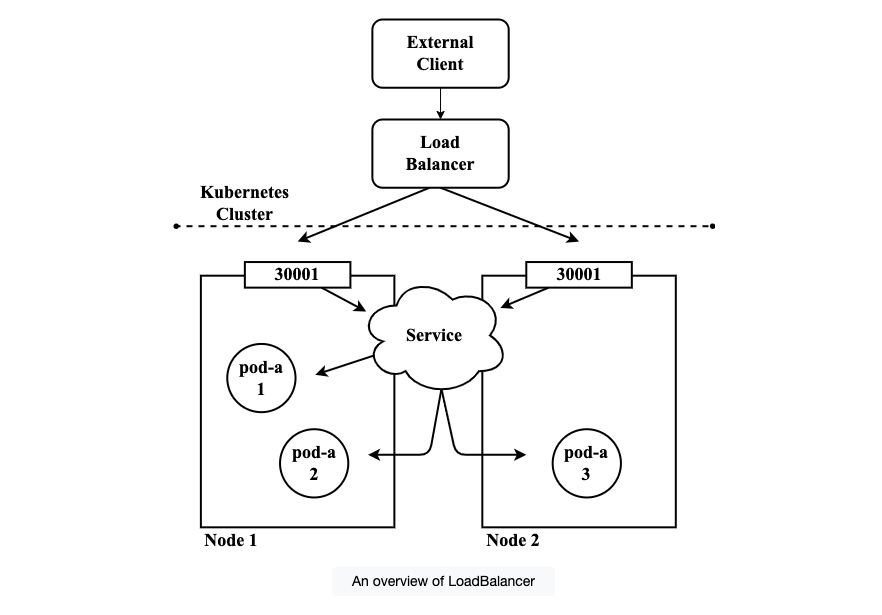 External
Client
Load
Balancer
Kubernetes
Cluster
30001
30001
Service
pod-a
1
pod-a
2
pod-a
3
Node 1
Node 2
An overview of LoadBalancer